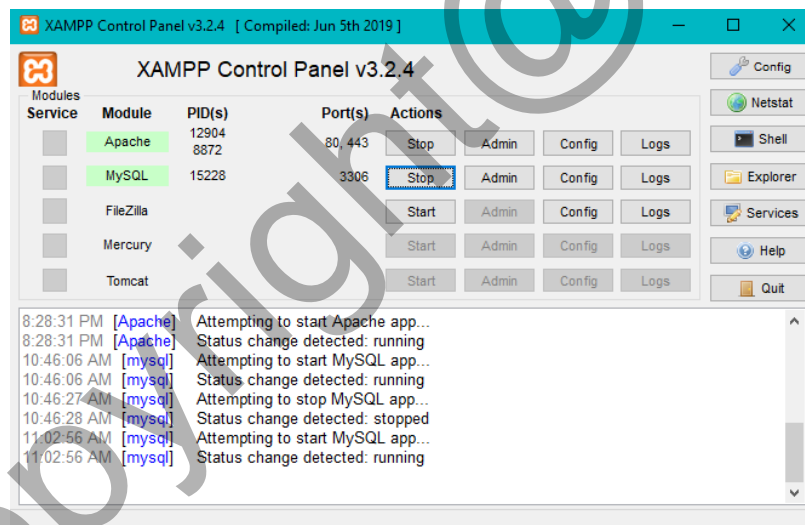 XAMPP Control Panel v3.2.4 [ Compiled: Jun 5th 2019 ]
XAMPP Control Panel v3.2.4
Config
Modules
Netstat
Service Module PID(s) Port(s) Actions
Apache 12904 8872 80, 443 Stop Admin Config Logs
Shell
MySQL 15228 3306 Stop Admin Config Logs
Explorer
FileZilla Start Admin Config Logs
Services
Mercury Start Admin Config Logs
Help
Tomcat Start Admin Config Logs
Quit
8:28:31 PM [Apache] Attempting to start Apache app...
8:28:31 PM [Apache] Status change detected: running
10:46:06 AM [mysql] Attempting to start MySQL app...
10:46:06 AM [mysql] Status change detected: running
10:46:27 AM [mysql] Attempting to stop MySQL app...
10:46:28 AM [mysql] Status change detected: stopped
11:02:56 AM [mysql] Attempting to start MySQL app...
11:02:56 AM [mysql] Status change detected: running
opyright@